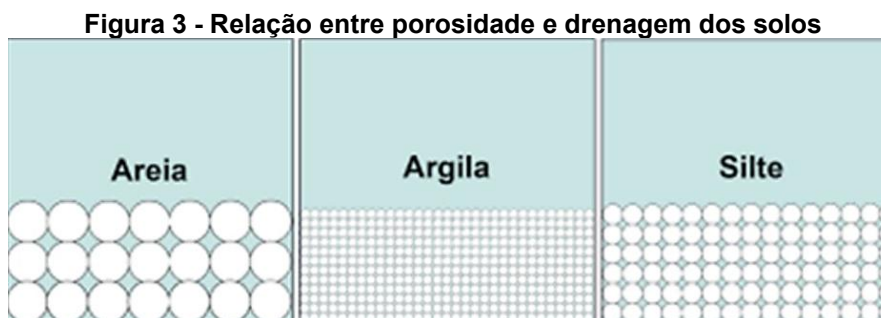 Figura 3 - Relação entre porosidade e drenagem dos solos
Areia
Argila
Silte